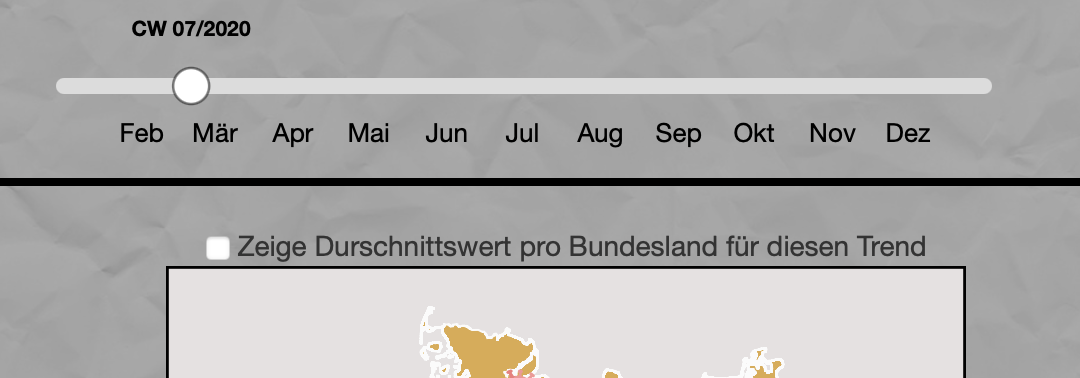 CW 07/2020
Feb Mär Apr Mai Jun Jul Aug Sep Okt Nov Dez
Zeige Durschnittswert pro Bundesland für diesen Trend